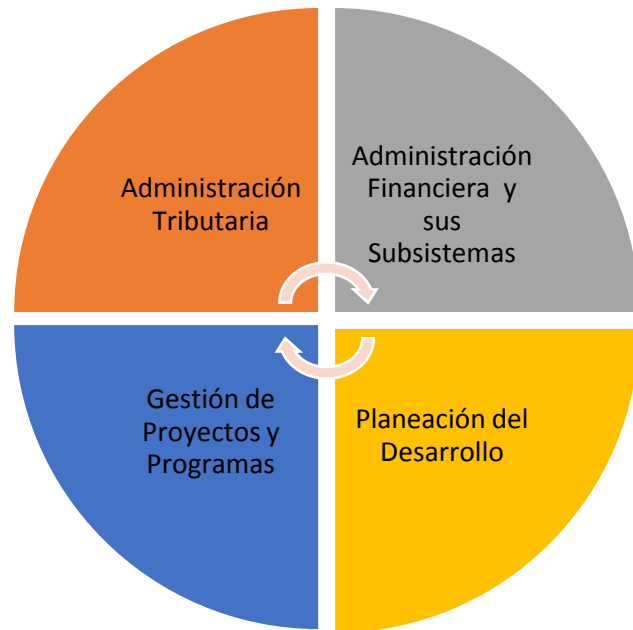 Administración
Tributaria
Administración
Financiera y
sus
Subsistemas
Gestión de
Proyectos y
Programas
Planeación del
Desarrollo